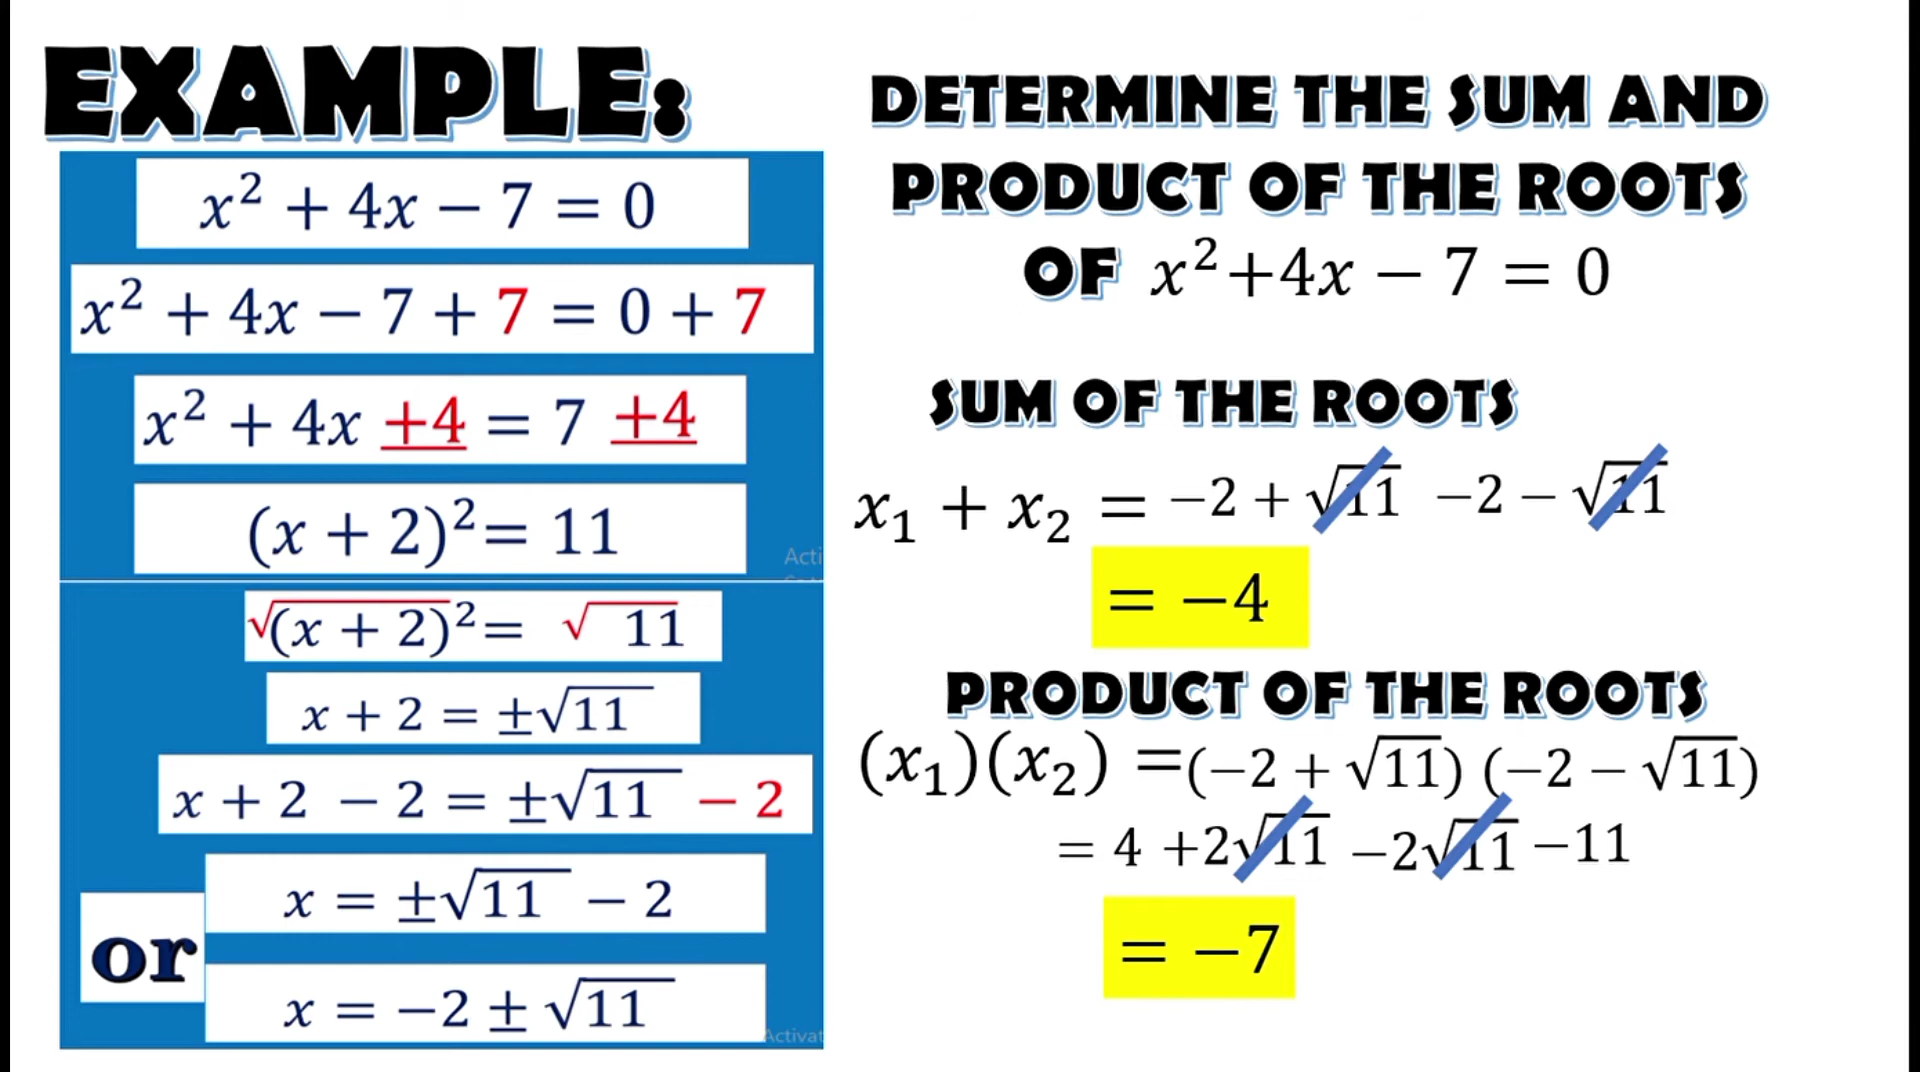 EXAMPLE:
x² + 4x − 7 = 0
x² + 4x − 7 + 7 = 0 + 7
x² + 4x +4 = 7 +4
(x + 2)² = 11
Acti
√(x + 2)² = √ 11
x + 2 = ±√11
x + 2 − 2 = ±√11 − 2
x = ±√11 − 2
or
x = −2 ± √11
Activat
DETERMINE THE SUM AND
PRODUCT OF THE ROOTS
OF x²+4x − 7 = 0
SUM OF THE ROOTS
x₁ + x₂ = −2 + √11 −2 − √11
= −4
PRODUCT OF THE ROOTS
(x₁)(x₂) =(−2 + √11) (−2 − √11)
= 4 +2√11 −2√11 −11
= −7